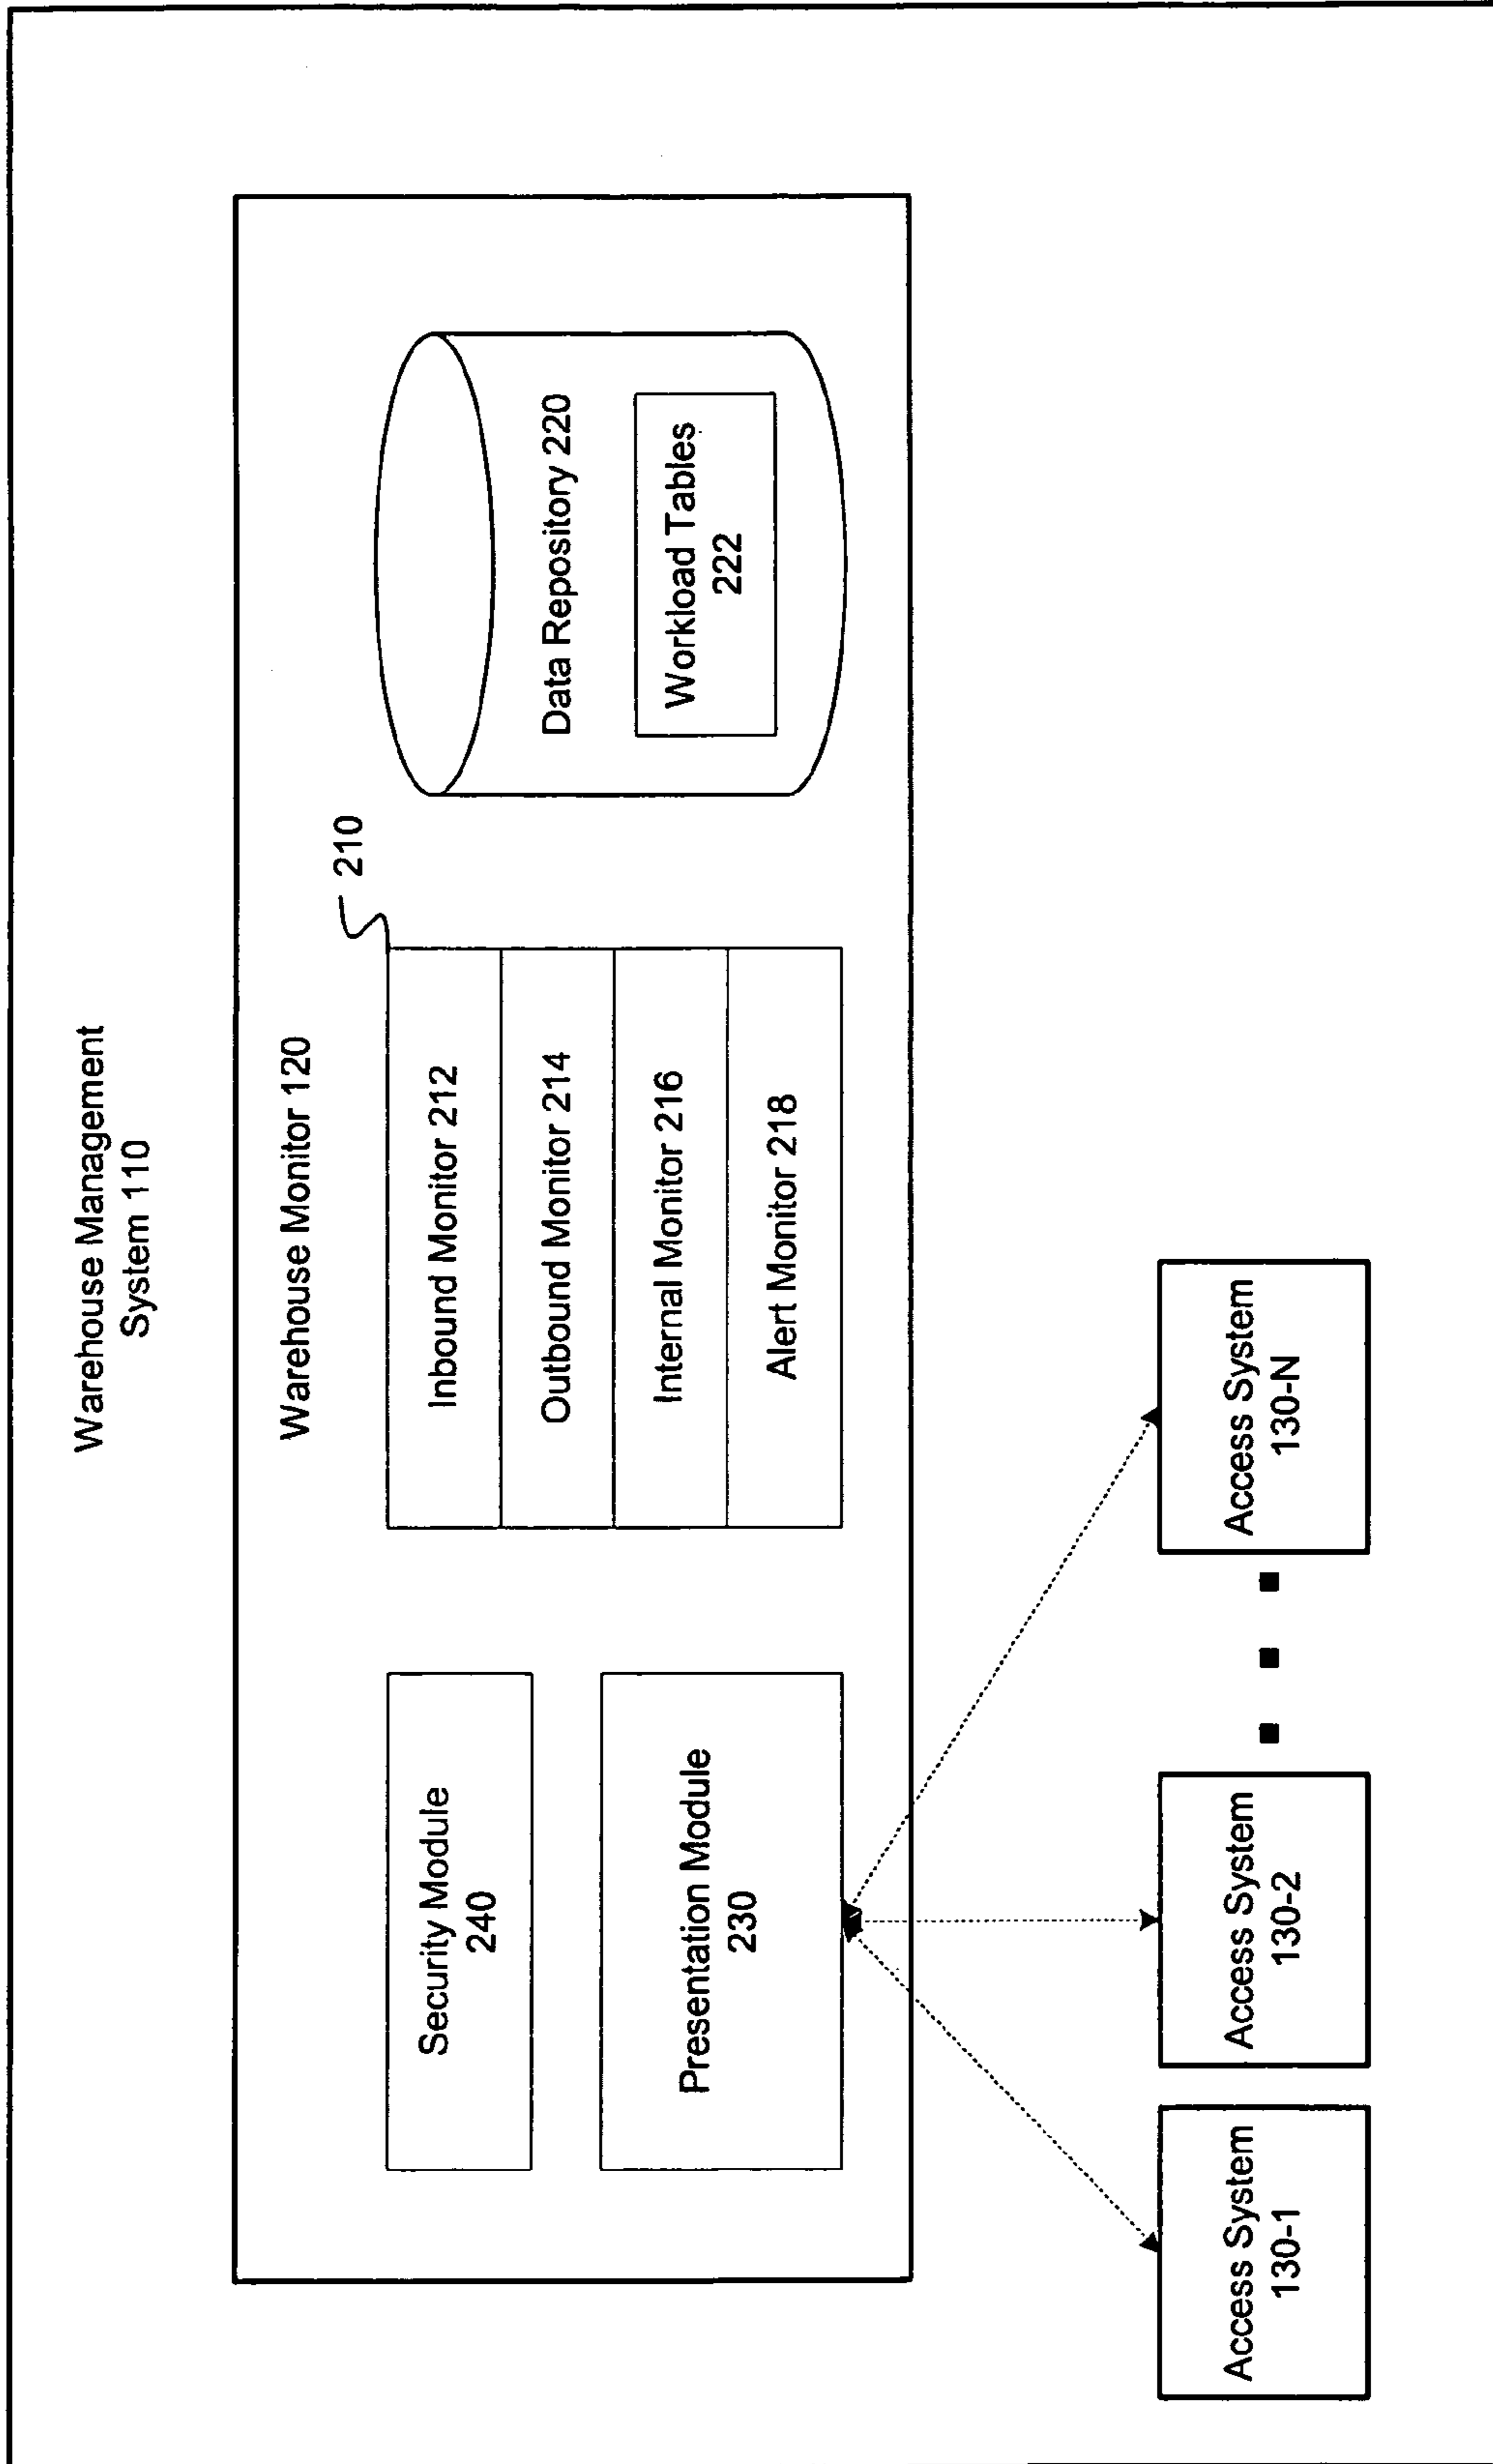 Warehouse Management
System 110
Warehouse Monitor 120
210
Security Module
240
Presentation Module
230
Inbound Monitor 212
Outbound Monitor 214
Internal Monitor 216
Alert Monitor 218
Data Repository 220
Workload Tables
222
Access System
130-1
Access System
130-2
Access System
130-N